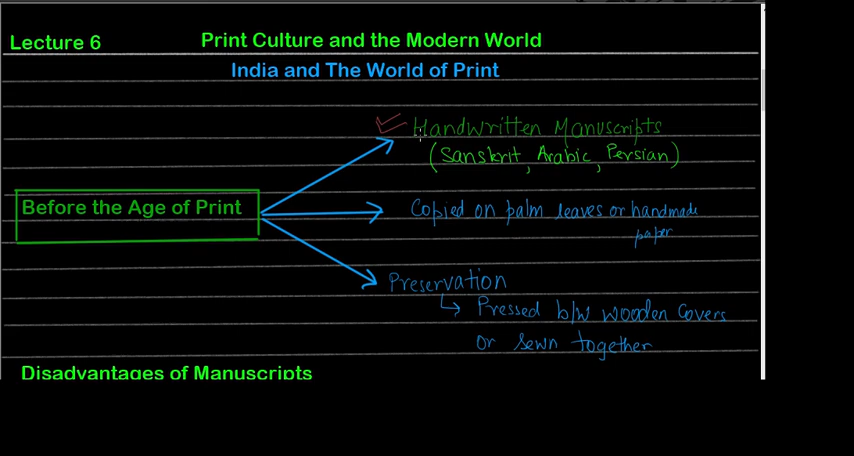 Lecture 6
Print Culture and the Modern World
India and The World of Print
Handwritten Manuscripts
(Sanskrit, Arabic, Persian)
Before the Age of Print
Copied on palm leaves or handmade
paper
Preservation
↳ Pressed b/w wooden covers
or sewn together
Disadvantages of Manuscripts